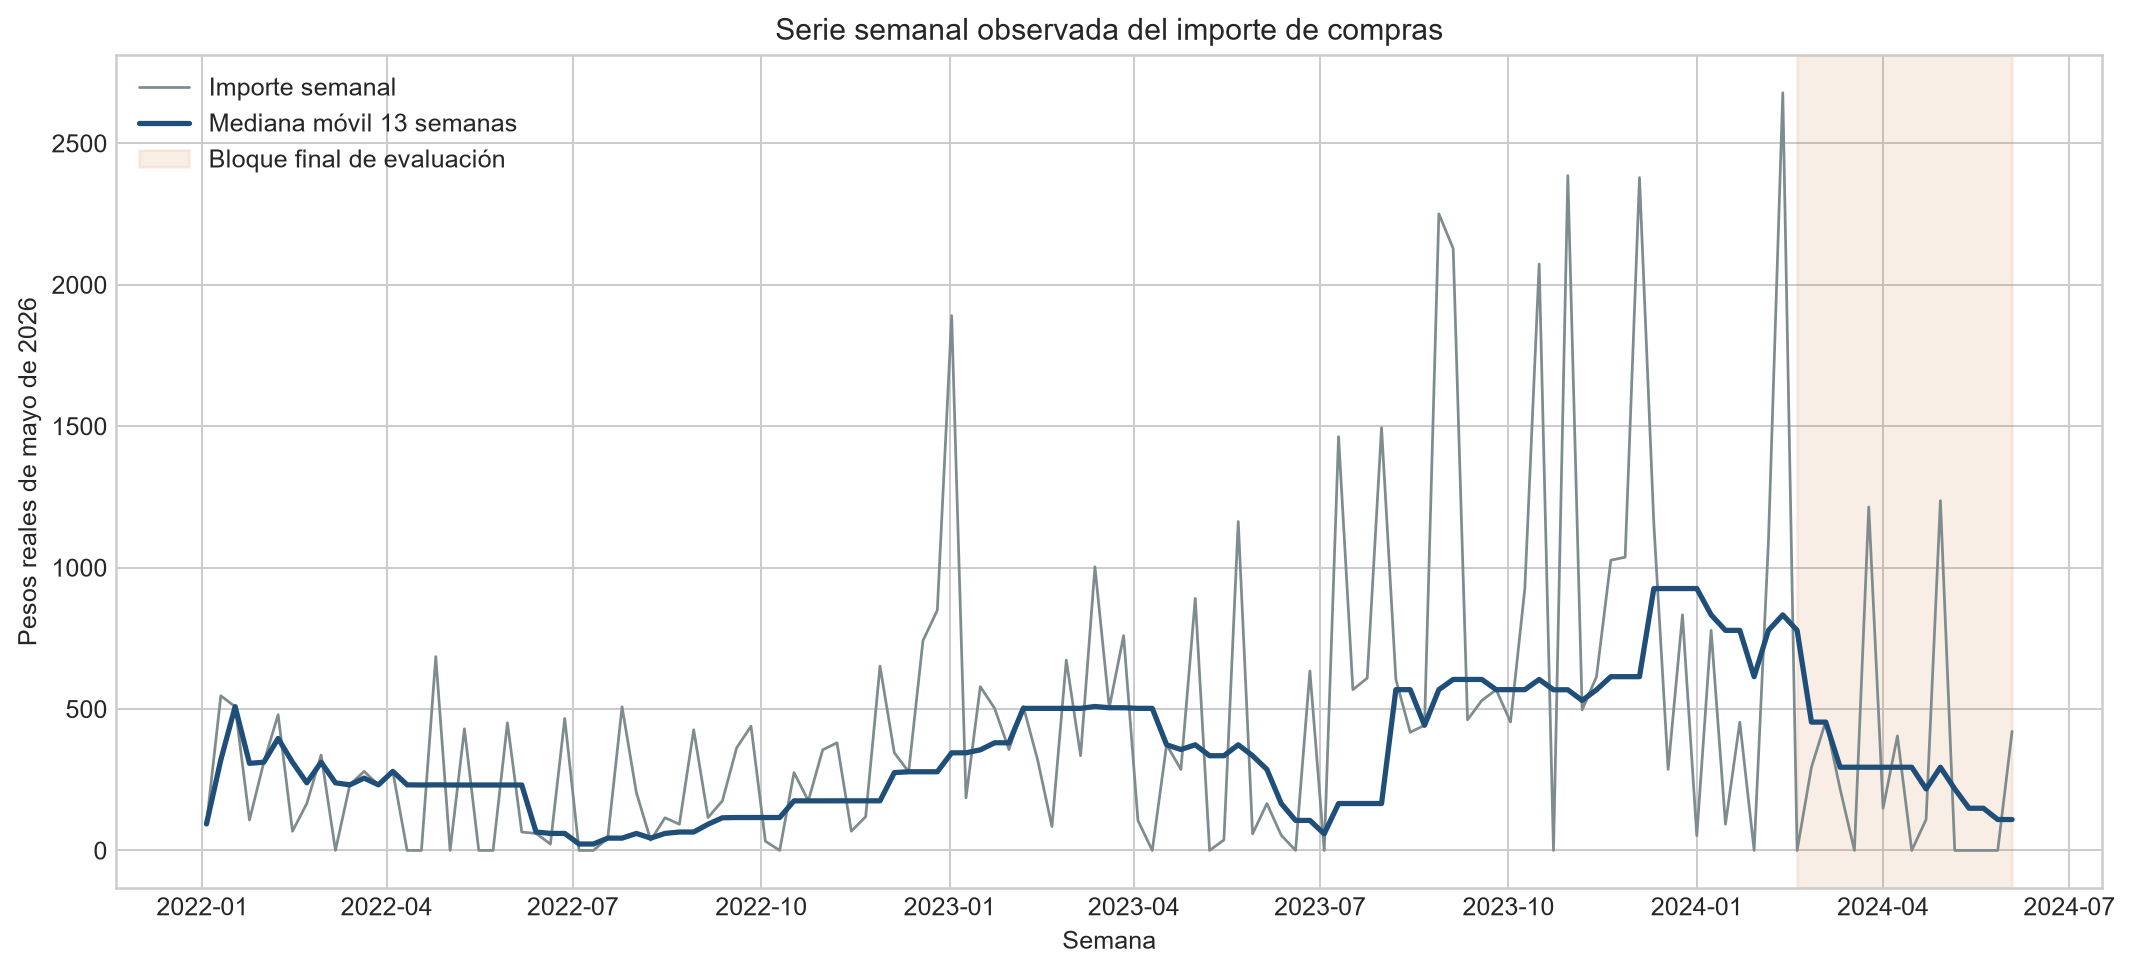 Serie semanal observada del importe de compras
Importe semanal
Mediana móvil 13 semanas
Bloque final de evaluación
Pesos reales de mayo de 2026
2500
2000
1500
1000
500
0
2022-01 2022-04 2022-07 2022-10 2023-01 2023-04 2023-07 2023-10 2024-01 2024-04 2024-07
Semana